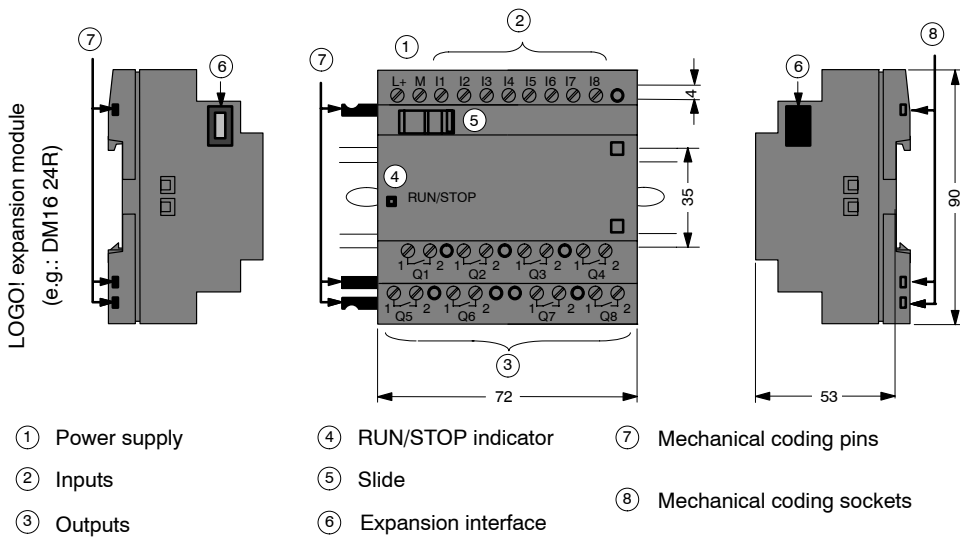 LOGO! expansion module
(e.g.: DM16 24R)
7 6 7 1 2 6 8
L+ M I1 I2 I3 I4 I5 I6 I7 I8
4
5
4
RUN/STOP
35
90
1 2 1 2 1 2 1 2
Q1 Q2 Q3 Q4
1 2 1 2 1 2 1 2
Q5 Q6 Q7 Q8
7
3
72
53
1 Power supply
2 Inputs
3 Outputs
4 RUN/STOP indicator
5 Slide
6 Expansion interface
7 Mechanical coding pins
8 Mechanical coding sockets